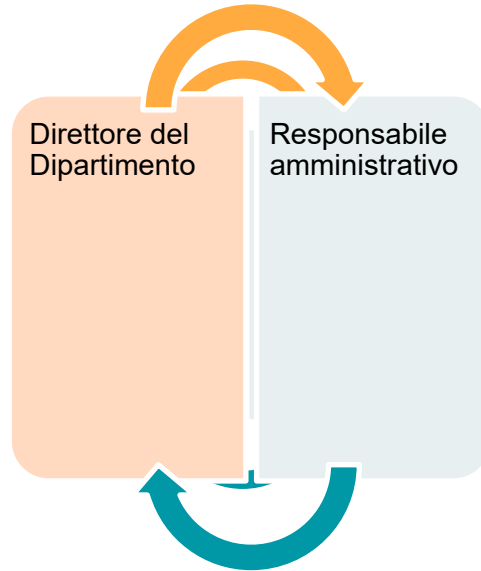 Direttore del
Dipartimento
Responsabile
amministrativo